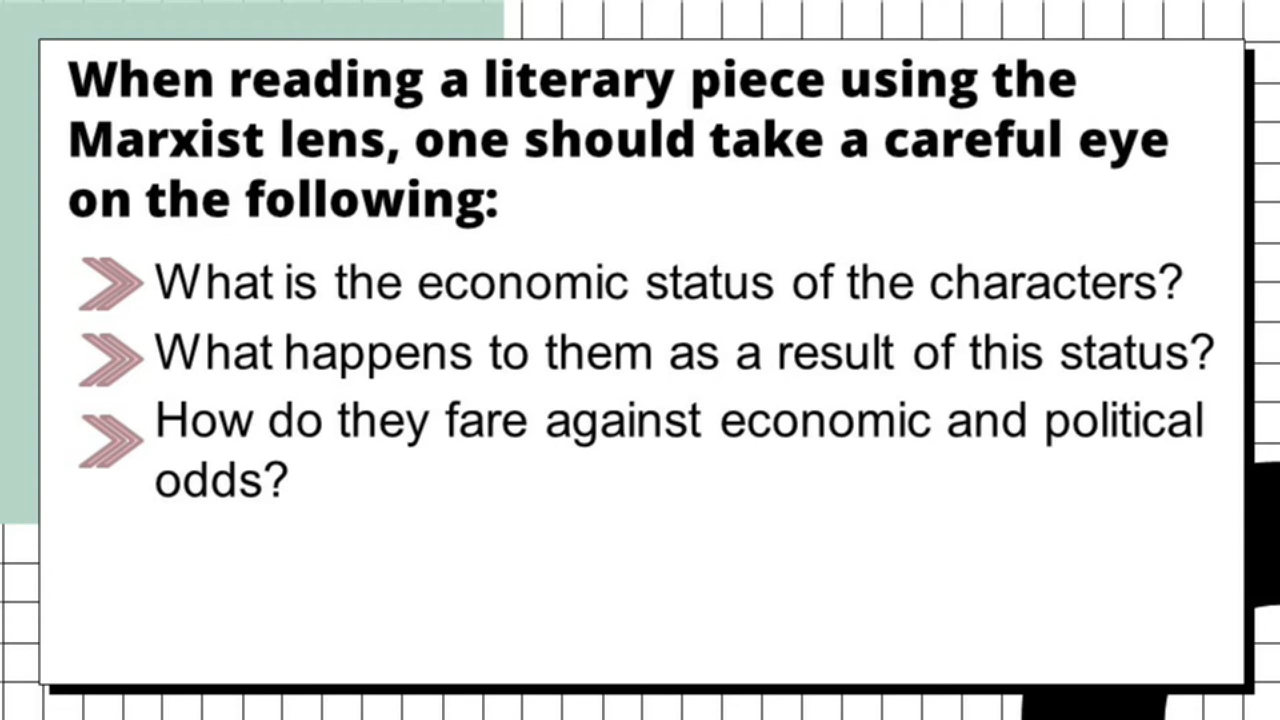 When reading a literary piece using the
Marxist lens, one should take a careful eye
on the following:
What is the economic status of the characters?
What happens to them as a result of this status?
How do they fare against economic and political
odds?